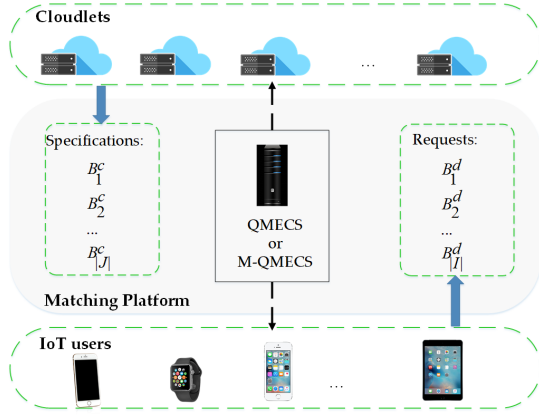 Cloudlets
...
Specifications:
B^c_1
B^c_2
...
B^c_|J|
QMECS
or
M-QMECS
Requests:
B^d_1
B^d_2
...
B^d_|I|
Matching Platform
IoT users
...